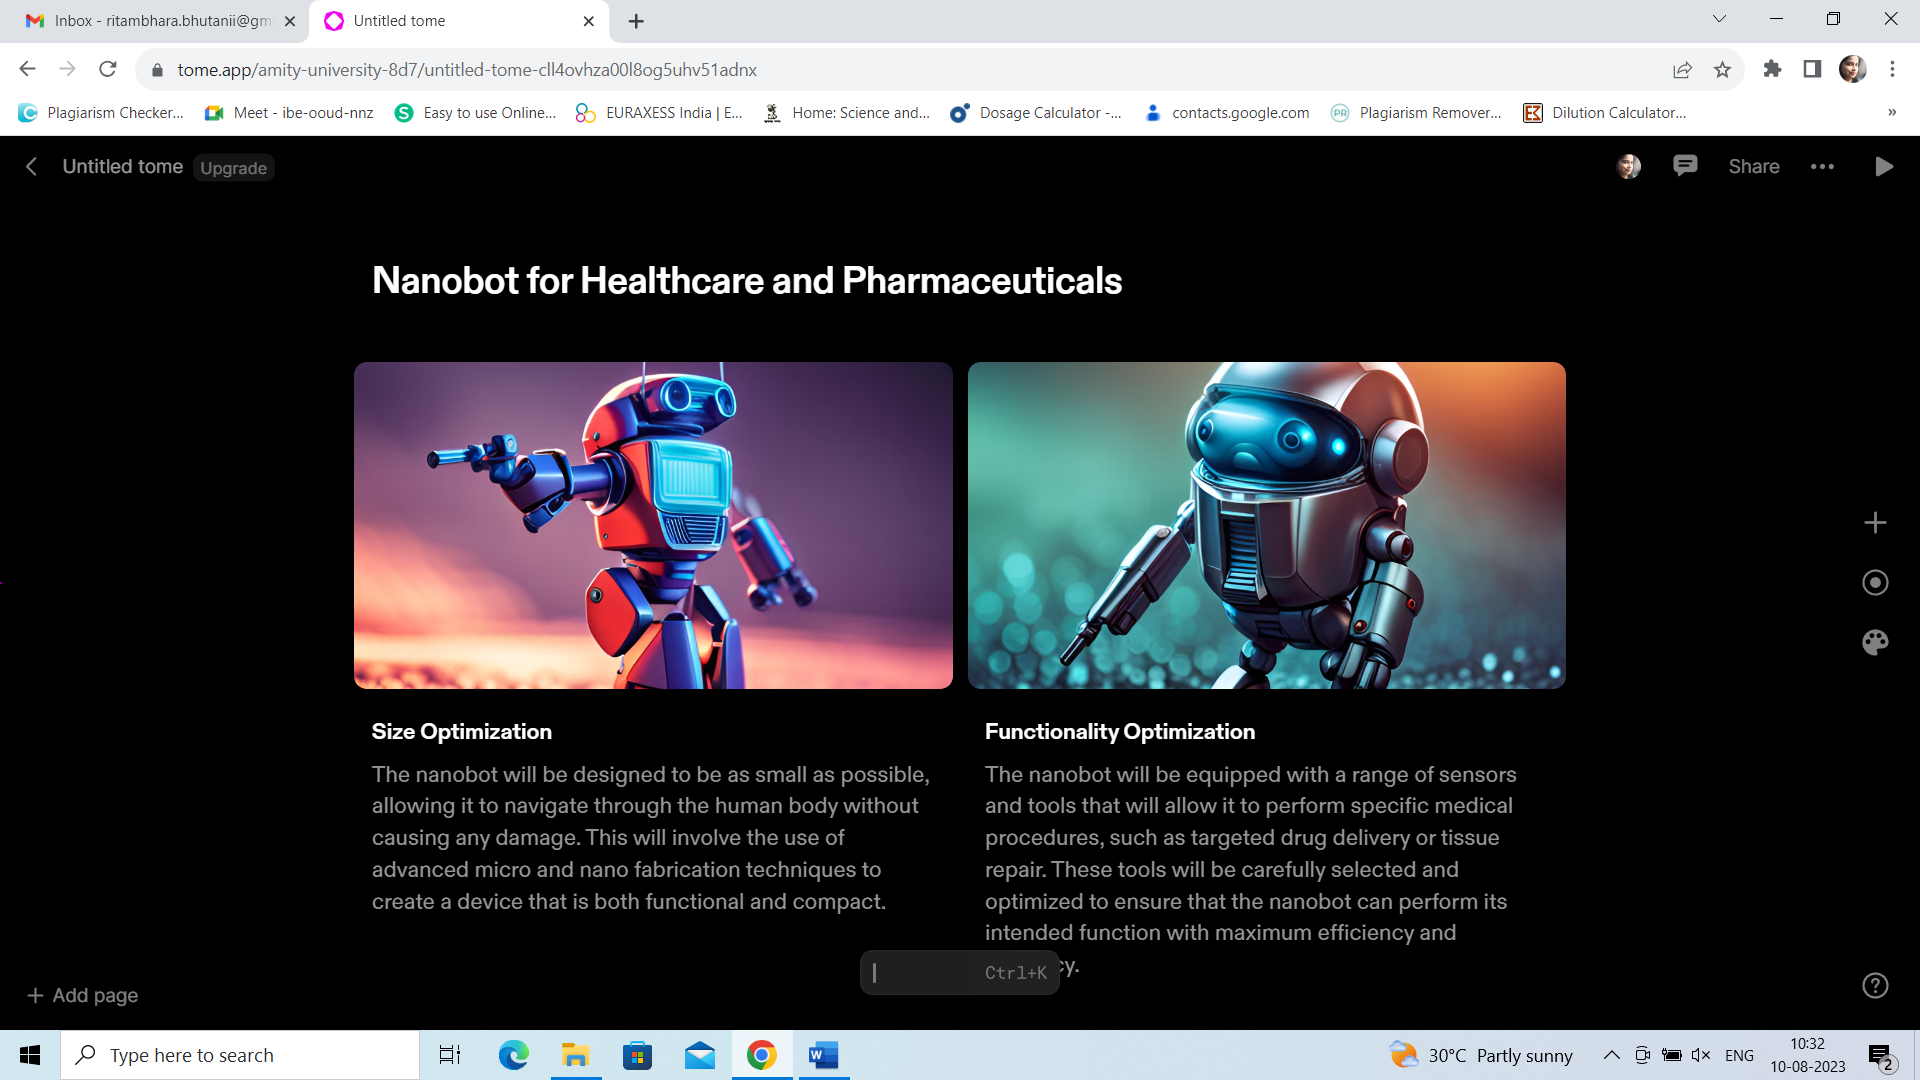 Inbox - ritambhara.bhutanii@gm
Untitled tome
tome.app/amity-university-8d7/untitled-tome-cll4ovhza00l8og5uhv51adnx
Plagiarism Checker...
Meet - ibe-ooud-nnz
Easy to use Online...
EURAXESS India | E...
Home: Science and...
Dosage Calculator -...
contacts.google.com
PR
Plagiarism Remover...
Dilution Calculator...
»
Untitled tome
Upgrade
Share
Nanobot for Healthcare and Pharmaceuticals
Size Optimization
The nanobot will be designed to be as small as possible,
allowing it to navigate through the human body without
causing any damage. This will involve the use of
advanced micro and nano fabrication techniques to
create a device that is both functional and compact.
Functionality Optimization
The nanobot will be equipped with a range of sensors
and tools that will allow it to perform specific medical
procedures, such as targeted drug delivery or tissue
repair. These tools will be carefully selected and
optimized to ensure that the nanobot can perform its
intended function with maximum efficiency and
cy.
Ctrl+K
+ Add page
Type here to search
30°C Partly sunny
ENG
10:32
10-08-2023
2